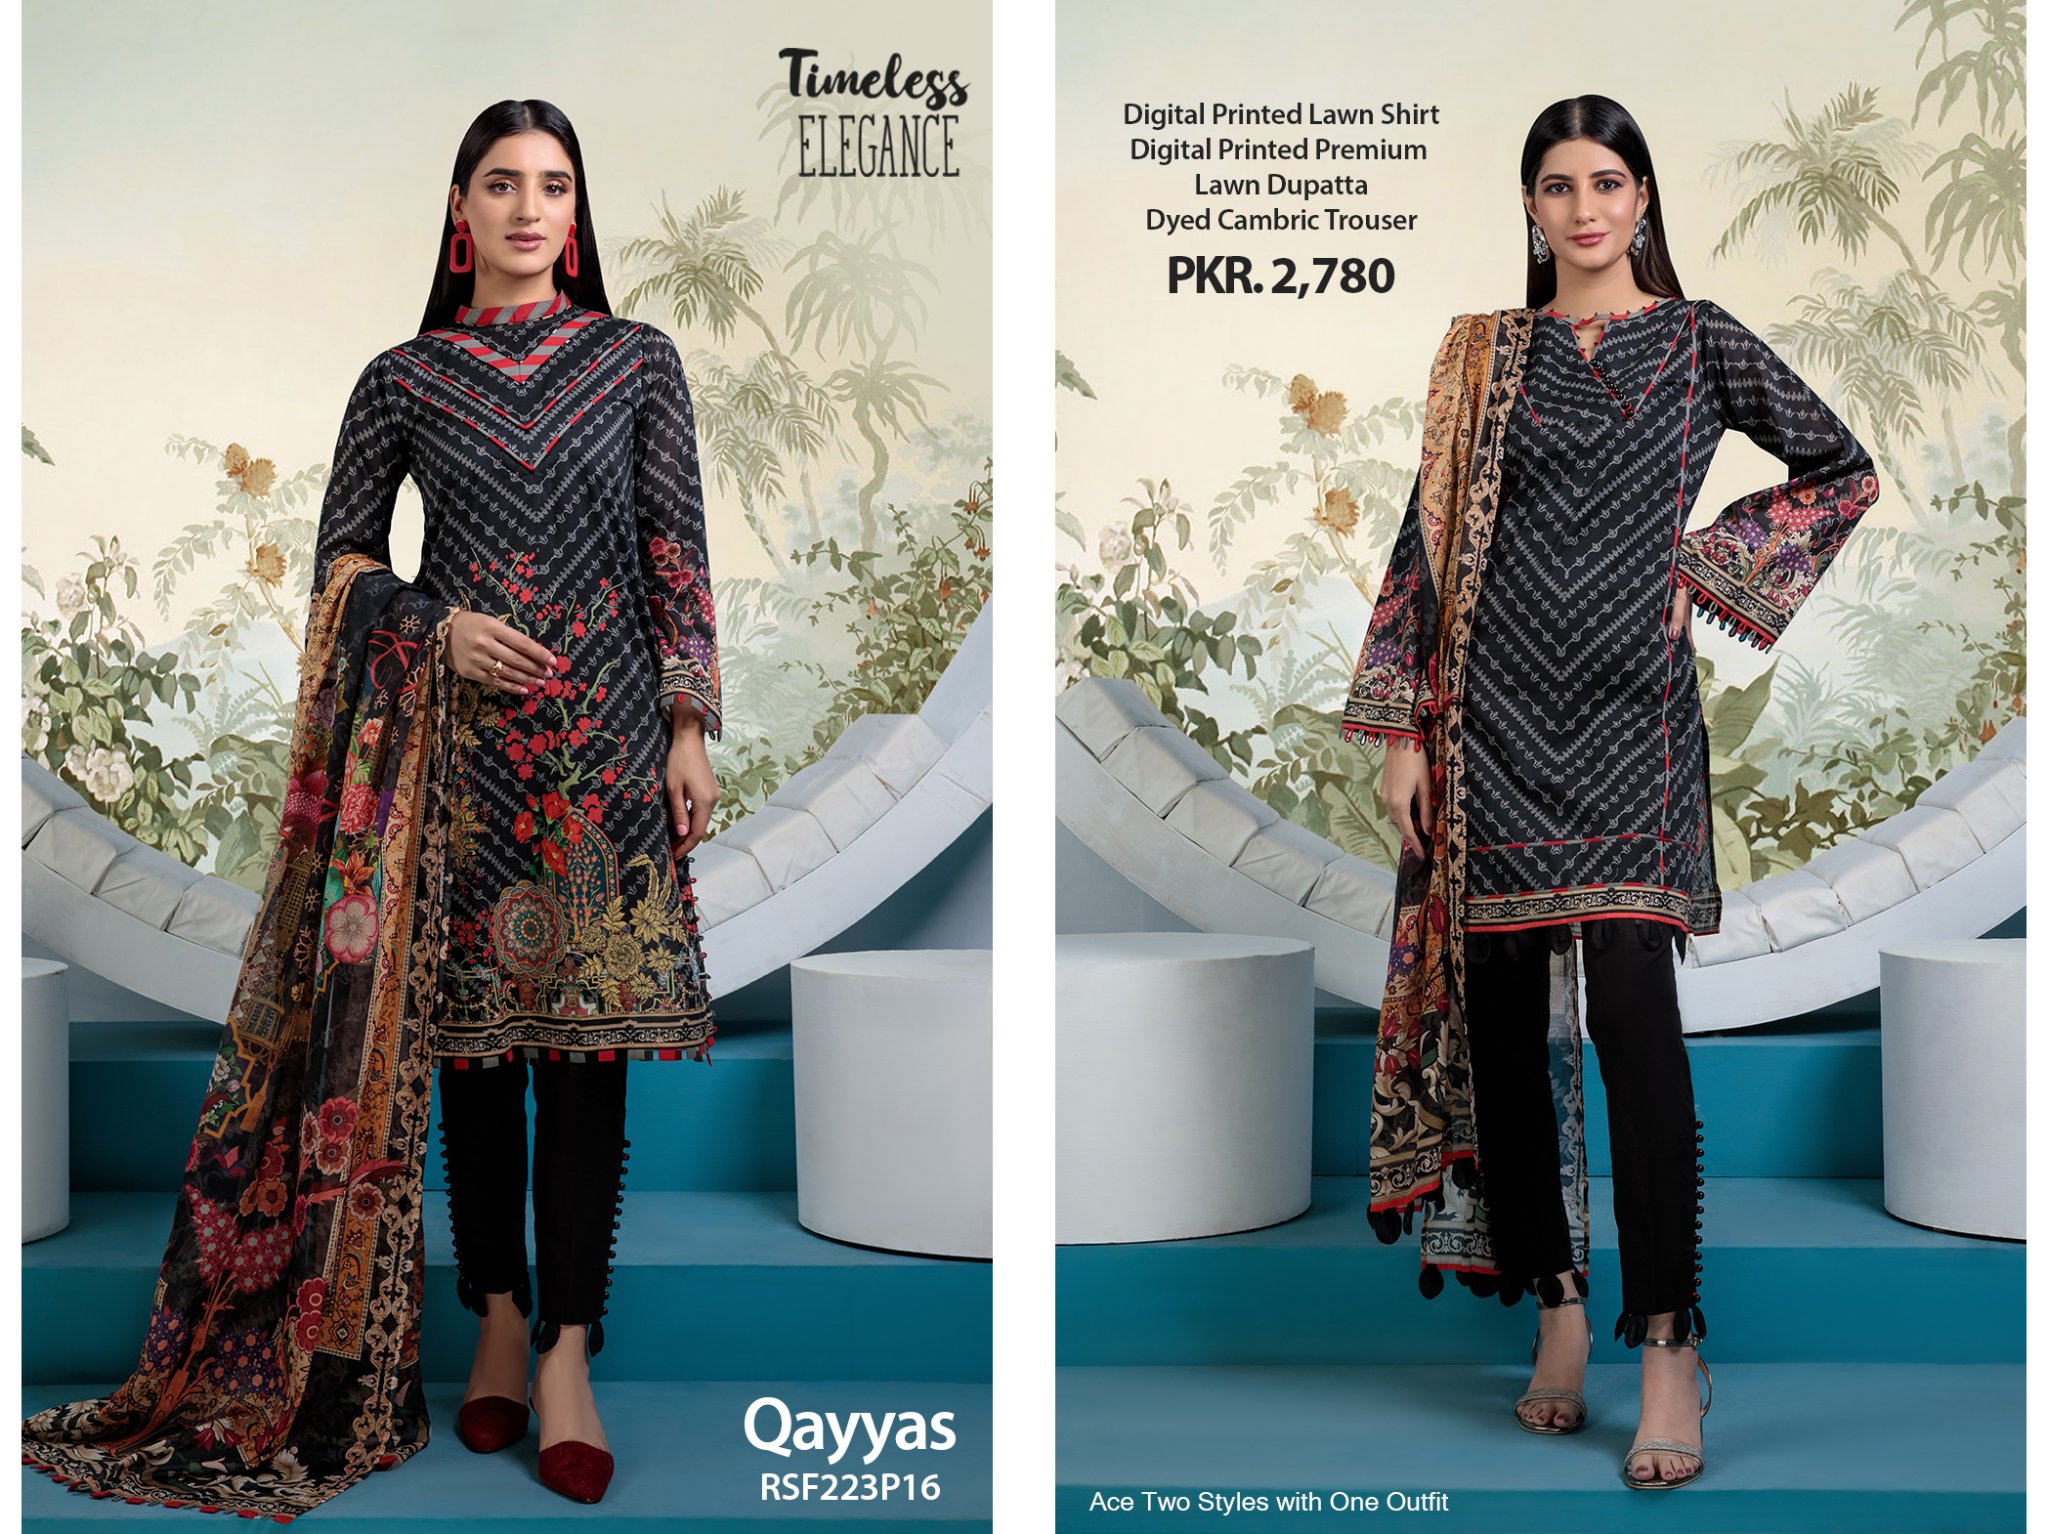 Timeless
ELEGANCE
Qayyas
RSF223P16
Digital Printed Lawn Shirt
Digital Printed Premium
Lawn Dupatta
Dyed Cambric Trouser
PKR. 2,780
Ace Two Styles with One Outfit